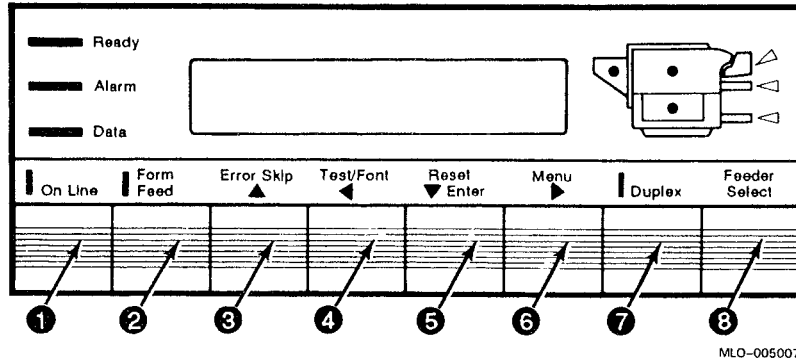 Ready
Alarm
Data
On Line
Form
Feed
Error Skip
Test/Font
Reset
Enter
Menu
Duplex
Feeder
Select
1 2 3 4 5 6 7 8
MLO-005007